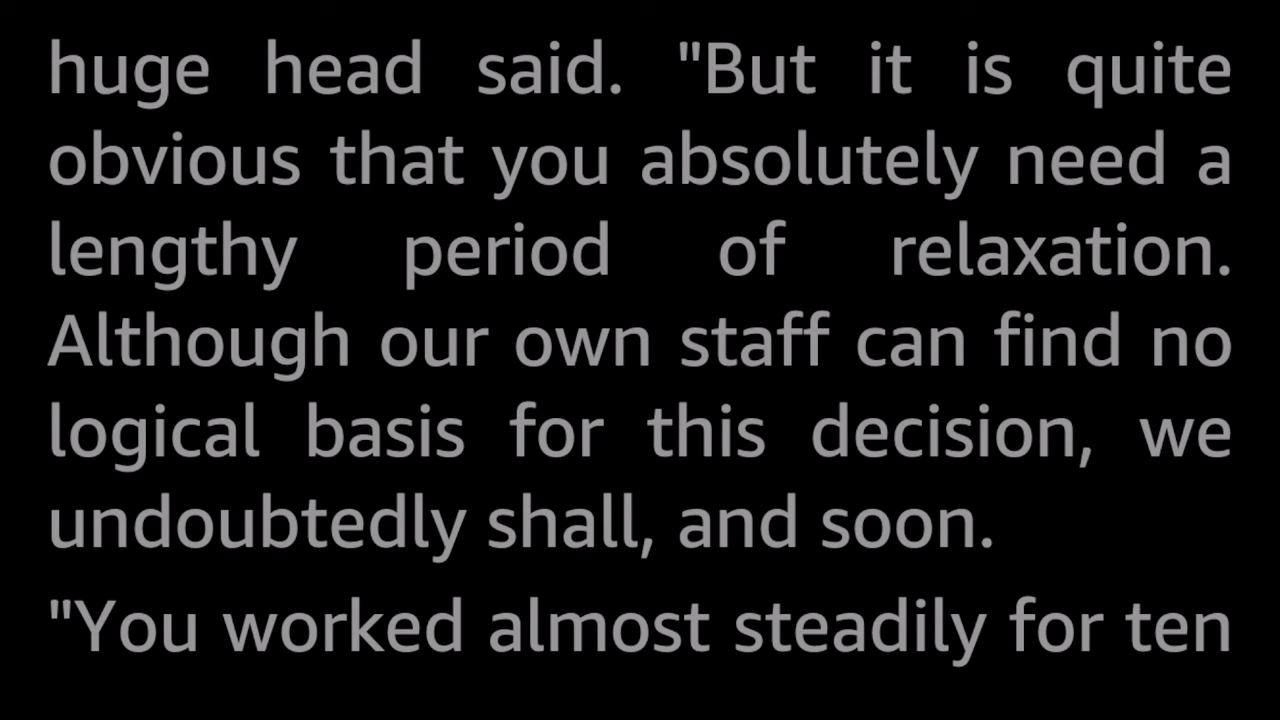 huge head said. "But it is quite
obvious that you absolutely need a
lengthy period of relaxation.
Although our own staff can find no
logical basis for this decision, we
undoubtedly shall, and soon.
"You worked almost steadily for ten